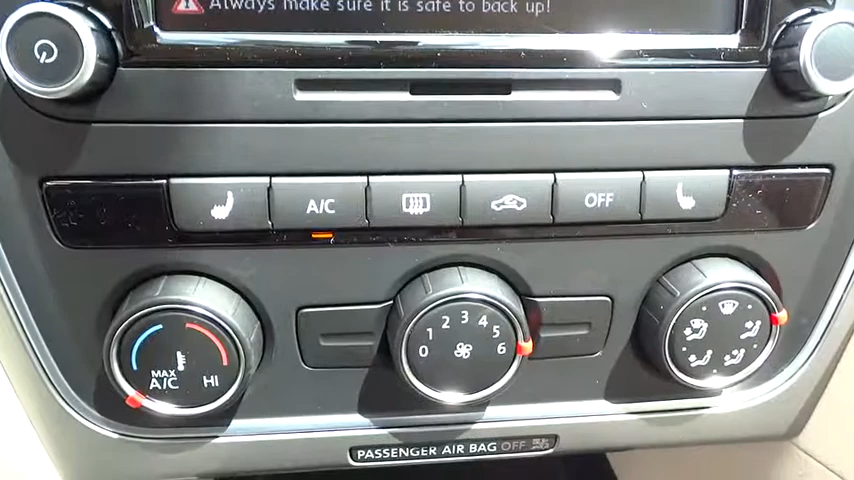 Always make sure it is safe to back up!
A/C
OFF
MAX
A/C
HI
0 1 2 3 4 5 6
PASSENGER AIR BAG OFF